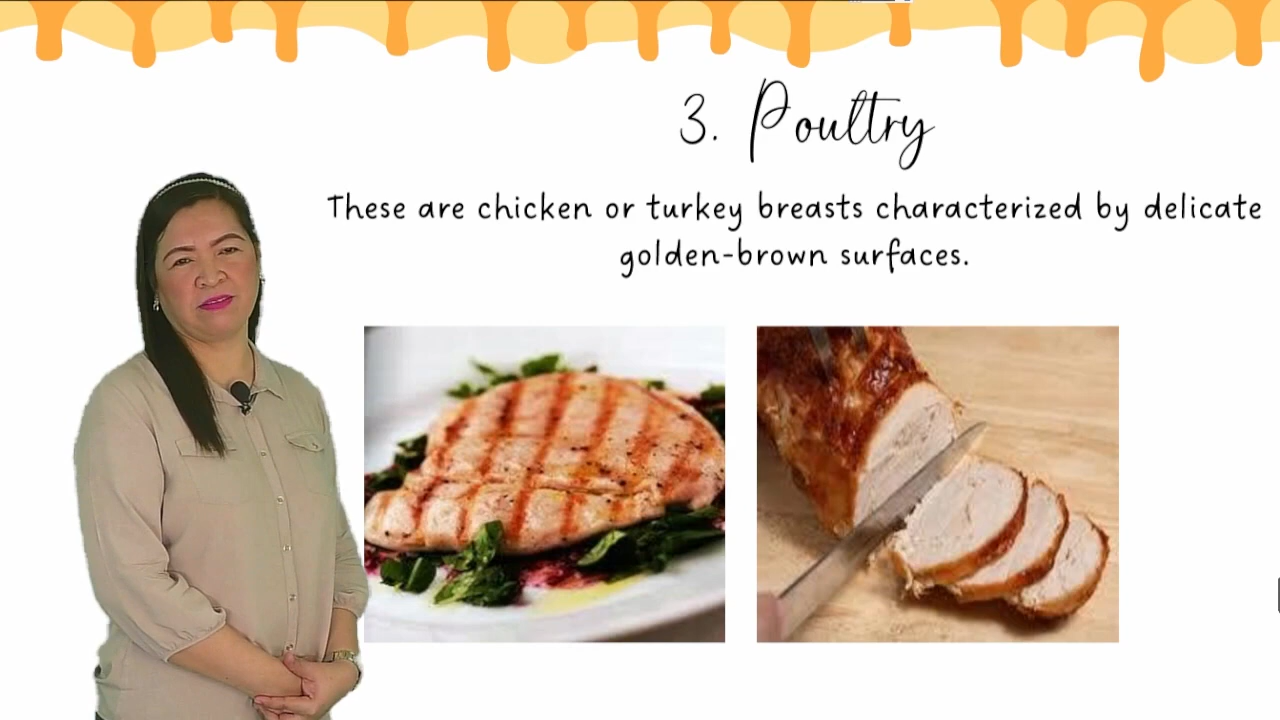 3. Poultry
These are chicken or turkey breasts characterized by delicate
golden-brown surfaces.